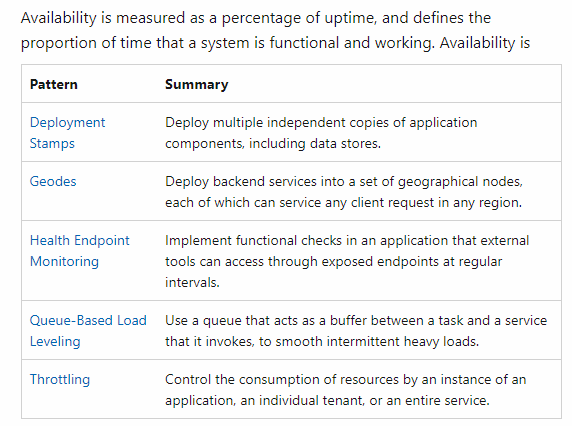 Availability is measured as a percentage of uptime, and defines the
proportion of time that a system is functional and working. Availability is
Pattern Summary
Deployment Stamps Deploy multiple independent copies of application
components, including data stores.
Geodes Deploy backend services into a set of geographical nodes,
each of which can service any client request in any region.
Health Endpoint Monitoring Implement functional checks in an application that external
tools can access through exposed endpoints at regular
intervals.
Queue-Based Load Leveling Use a queue that acts as a buffer between a task and a service
that it invokes, to smooth intermittent heavy loads.
Throttling Control the consumption of resources by an instance of an
application, an individual tenant, or an entire service.